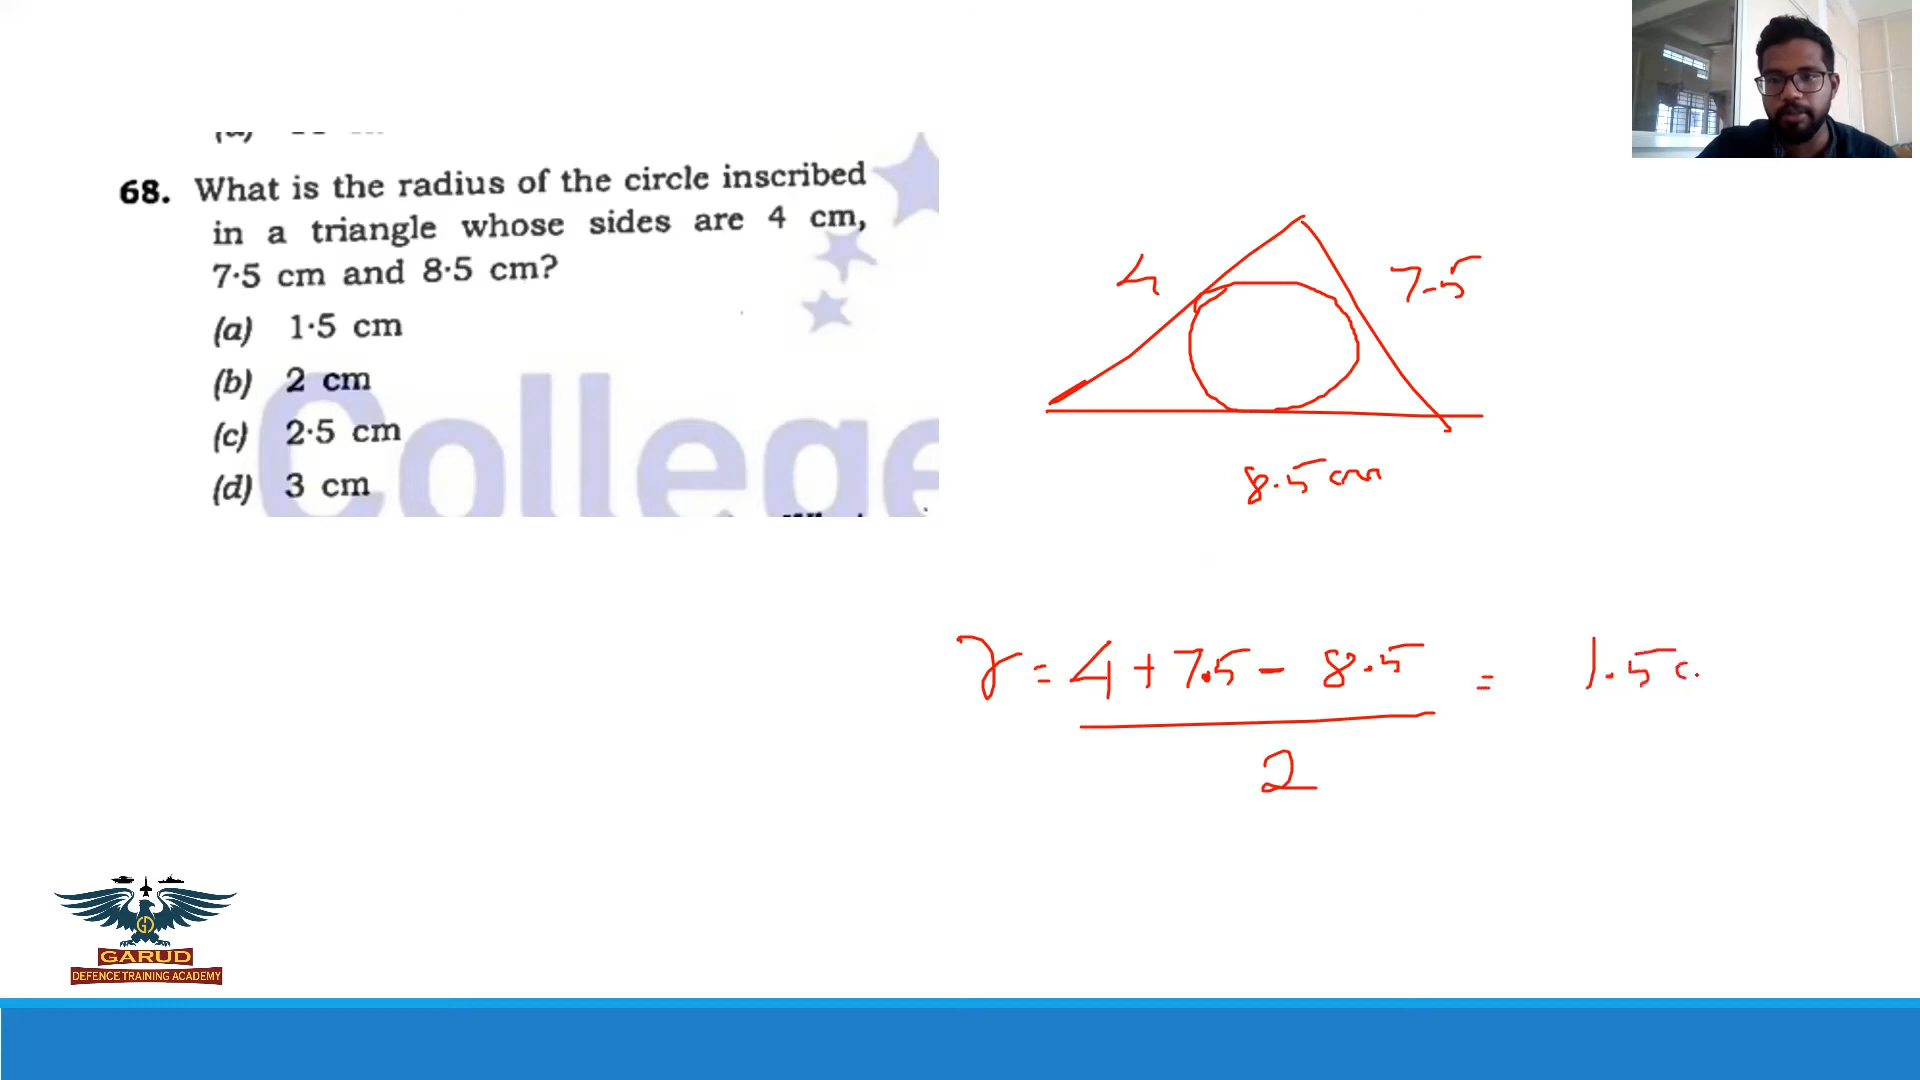 68. What is the radius of the circle inscribed
in a triangle whose sides are 4 cm,
7·5 cm and 8·5 cm?
(a) 1·5 cm
(b) 2 cm
(c) 2·5 cm
(d) 3 cm
College
4
7.5
8.5 cm
r = 4 + 7.5 - 8.5 = 1.5 c.
2
GD
GARUD
DEFENCE TRAINING ACADEMY